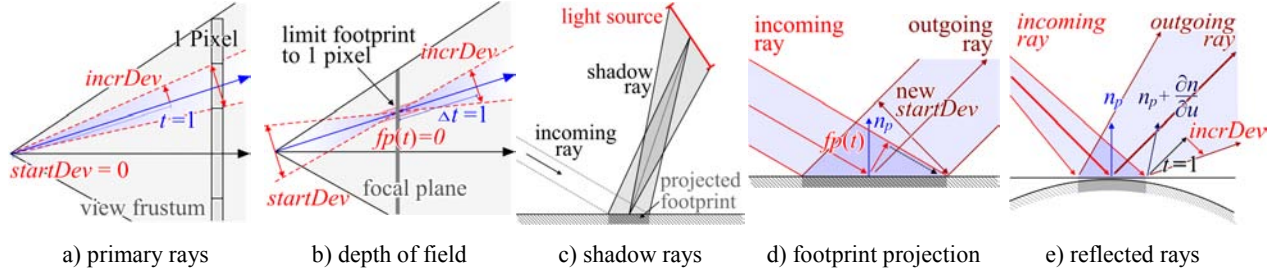 1 Pixel
incrDev
t=1
startDev = 0
view frustum
a) primary rays
limit footprint
to 1 pixel
incrDev
Δt=1
fp(t)=0
startDev
focal plane
b) depth of field
light source
shadow
ray
incoming
ray
projected
footprint
c) shadow rays
incoming
ray
outgoing
ray
new
startDev
n_p
fp(t)
d) footprint projection
incoming
ray
outgoing
ray
n_p
n_p + ∂n/∂u
incrDev
t=1
e) reflected rays